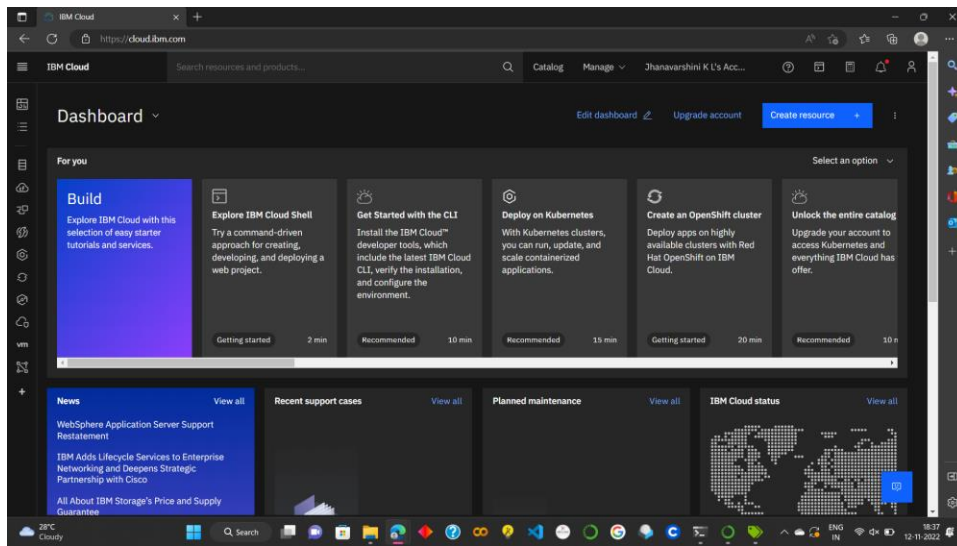 IBM Cloud
https://cloud.ibm.com
IBM Cloud
Search resources and products...
Catalog
Manage
Jhanavarshini K L's Acc...
Dashboard
Edit dashboard
Upgrade account
Create resource +
For you
Select an option
Build
Explore IBM Cloud with this
selection of easy starter
tutorials and services.
Explore IBM Cloud Shell
Try a command-driven
approach for creating,
developing, and deploying a
web project.
Getting started 2 min
Get Started with the CLI
Install the IBM Cloud™
developer tools, which
include the latest IBM Cloud
CLI, verify the installation,
and configure the
environment.
Recommended 10 min
Deploy on Kubernetes
With Kubernetes clusters,
you can run, update, and
scale containerized
applications.
Recommended 15 min
Create an OpenShift cluster
Deploy apps on highly
available clusters with Red
Hat OpenShift on IBM
Cloud.
Getting started 20 min
Unlock the entire catalog
Upgrade your account to
access Kubernetes and
everything IBM Cloud has
offer.
Recommended 10 n
vm
News View all
WebSphere Application Server Support
Restatement
IBM Adds Lifecycle Services to Enterprise
Networking and Deepens Strategic
Partnership with Cisco
All About IBM Storage's Price and Supply
Guarantee
Recent support cases View all
Planned maintenance View all
IBM Cloud status View all
28°C
Cloudy
Search
ENG
IN
18:37
12-11-2022